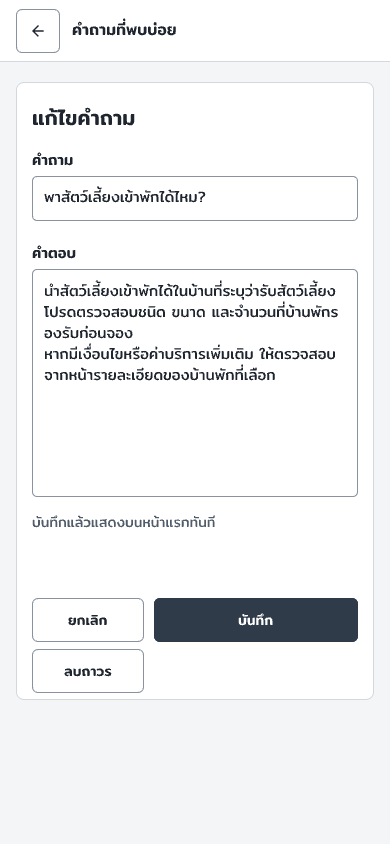 คำถามที่พบบ่อย
แก้ไขคำถาม
คำถาม
พาสัตว์เลี้ยงเข้าพักได้ไหม?
คำตอบ
นำสัตว์เลี้ยงเข้าพักได้ในบ้านที่ระบุว่ารับสัตว์เลี้ยง
โปรดตรวจสอบชนิด ขนาด และจำนวนที่บ้านพักร
องรับก่อนจอง
หากมีเงื่อนไขหรือค่าบริการเพิ่มเติม ให้ตรวจสอบ
จากหน้ารายละเอียดของบ้านพักที่เลือก
บันทึกแล้วแสดงบนหน้าแรกทันที
ยกเลิก
บันทึก
ลบถาวร